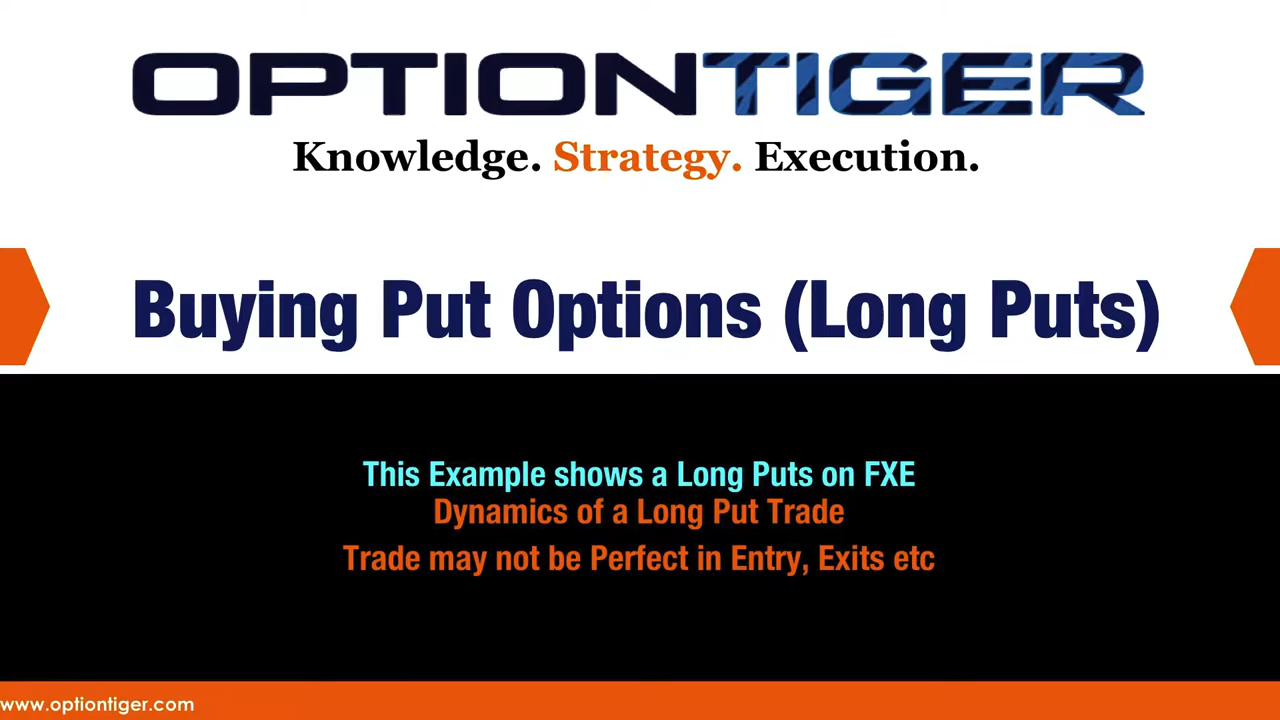 OPTIONTIGER
Knowledge. Strategy. Execution.
Buying Put Options (Long Puts)
This Example shows a Long Puts on FXE
Dynamics of a Long Put Trade
Trade may not be Perfect in Entry, Exits etc
www.optiontiger.com